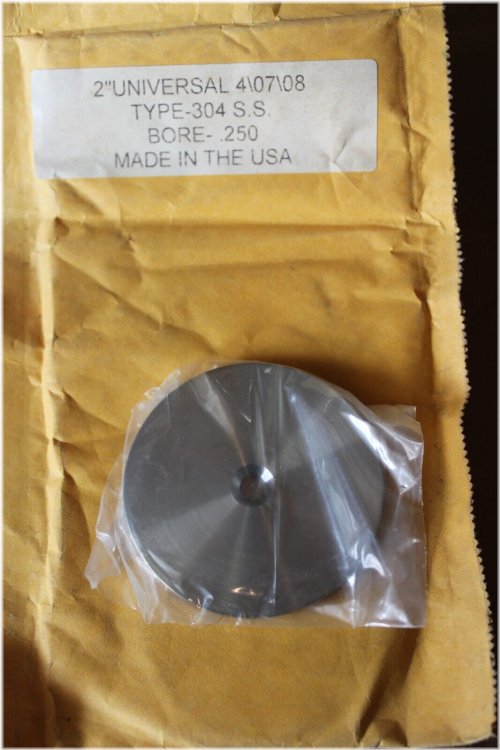 2"UNIVERSAL 4\07\08
TYPE-304 S.S.
BORE- .250
MADE IN THE USA